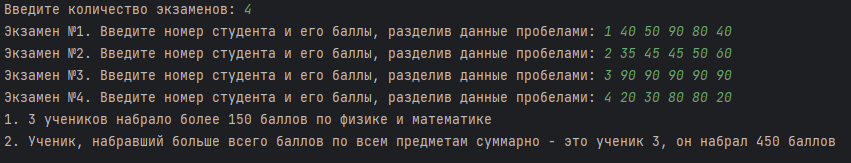 Введите количество экзаменов: 4
Экзамен №1. Введите номер студента и его баллы, разделив данные пробелами: 1 40 50 90 80 40
Экзамен №2. Введите номер студента и его баллы, разделив данные пробелами: 2 35 45 45 50 60
Экзамен №3. Введите номер студента и его баллы, разделив данные пробелами: 3 90 90 90 90 90
Экзамен №4. Введите номер студента и его баллы, разделив данные пробелами: 4 20 30 80 80 20
1. 3 учеников набрало более 150 баллов по физике и математике
2. Ученик, набравший больше всего баллов по всем предметам суммарно - это ученик 3, он набрал 450 баллов